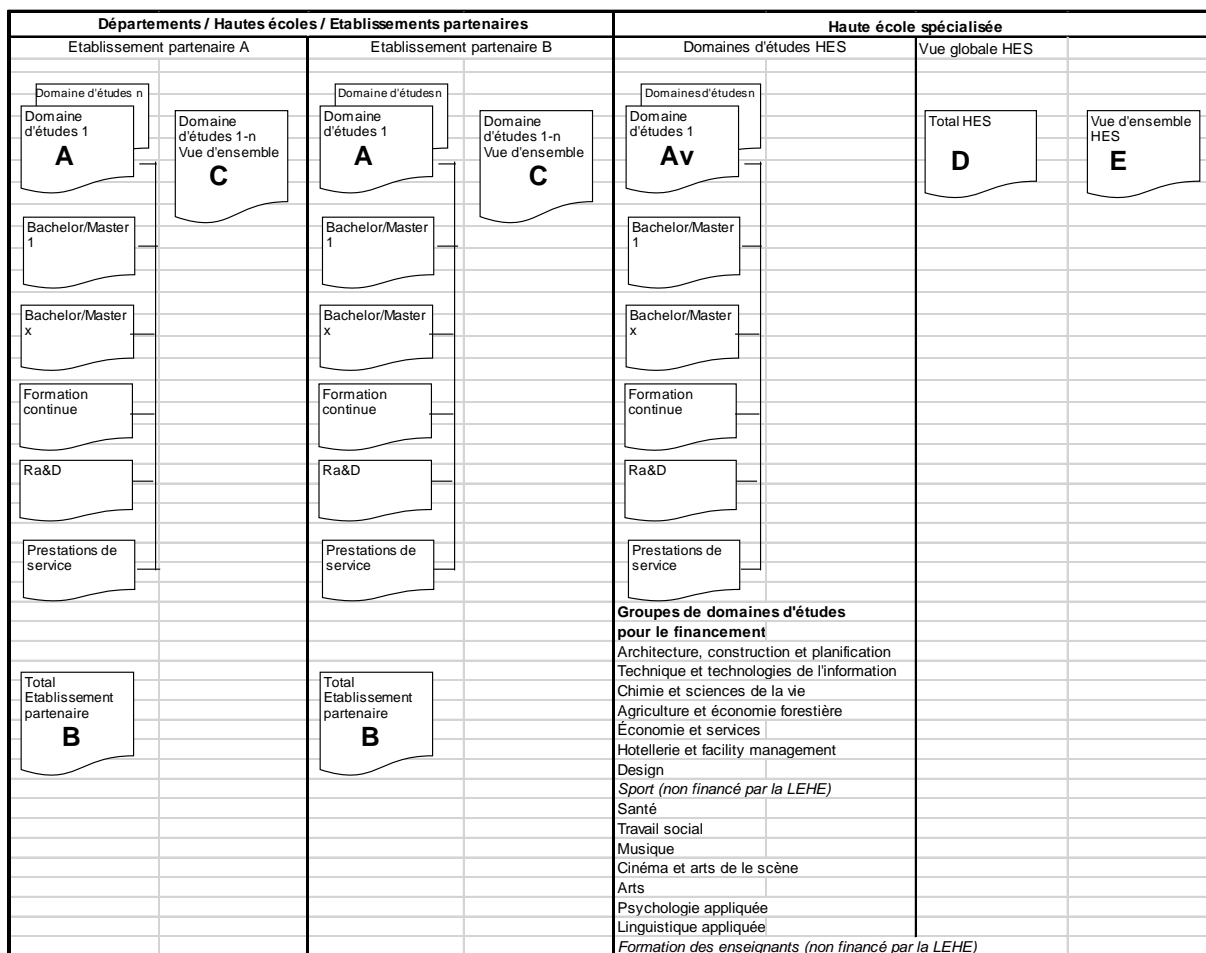 Départements / Hautes écoles / Etablissements partenaires
Haute école spécialisée
Etablissement partenaire A
Etablissement partenaire B
Domaines d'études HES
Vue globale HES
Domaine d'études n
Domaine
d'études 1
A
Domaine
d'études 1-n
Vue d'ensemble
C
Bachelor/Master
1
Bachelor/Master
x
Formation
continue
Ra&D
Prestations de
service
Total
Etablissement
partenaire
B
Domaine d'étudesn
Domaine
d'études 1
A
Domaine
d'études 1-n
Vue d'ensemble
C
Bachelor/Master
1
Bachelor/Master
x
Formation
continue
Ra&D
Prestations de
service
Total
Etablissement
partenaire
B
Domainesd'étudesn
Domaine
d'études 1
Av
Bachelor/Master
1
Bachelor/Master
x
Formation
continue
Ra&D
Prestations de
service
Groupes de domaines d'études
pour le financement
Architecture, construction et planification
Technique et technologies de l'information
Chimie et sciences de la vie
Agriculture et économie forestière
Économie et services
Hotellerie et facility management
Design
Sport (non financé par la LEHE)
Santé
Travail social
Musique
Cinéma et arts de le scène
Arts
Psychologie appliquée
Linguistique appliquée
Formation des enseignants (non financé par la LEHE)
Total HES
D
Vue d'ensemble
HES
E